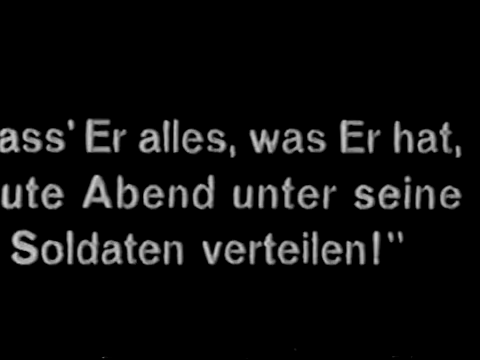 ass' Er alles, was Er hat,
ute Abend unter seine
Soldaten verteilen!"